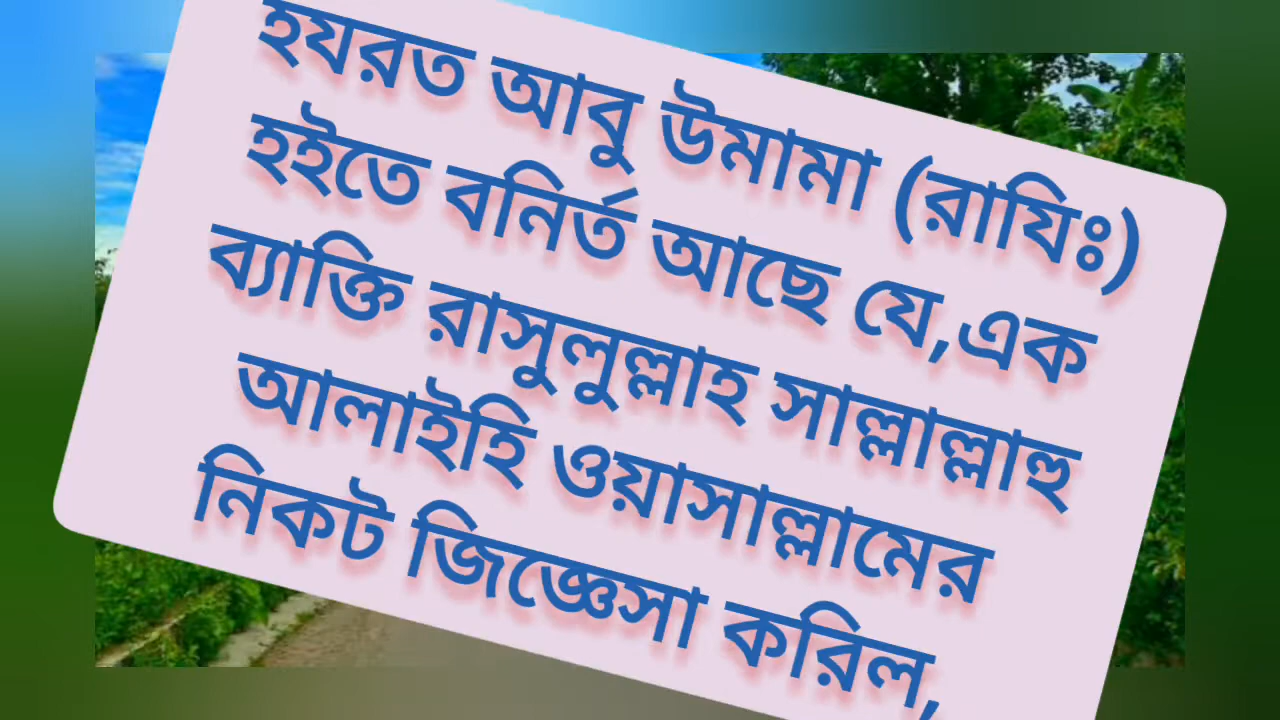 হযরত আবু উমামা (রাযিঃ)
হইতে বনির্ত আছে যে,এক
ব্যাক্তি রাসুলুল্লাহ সাল্লাল্লাহু
আলাইহি ওয়াসাল্লামের
নিকট জিজ্ঞেসা করিল,